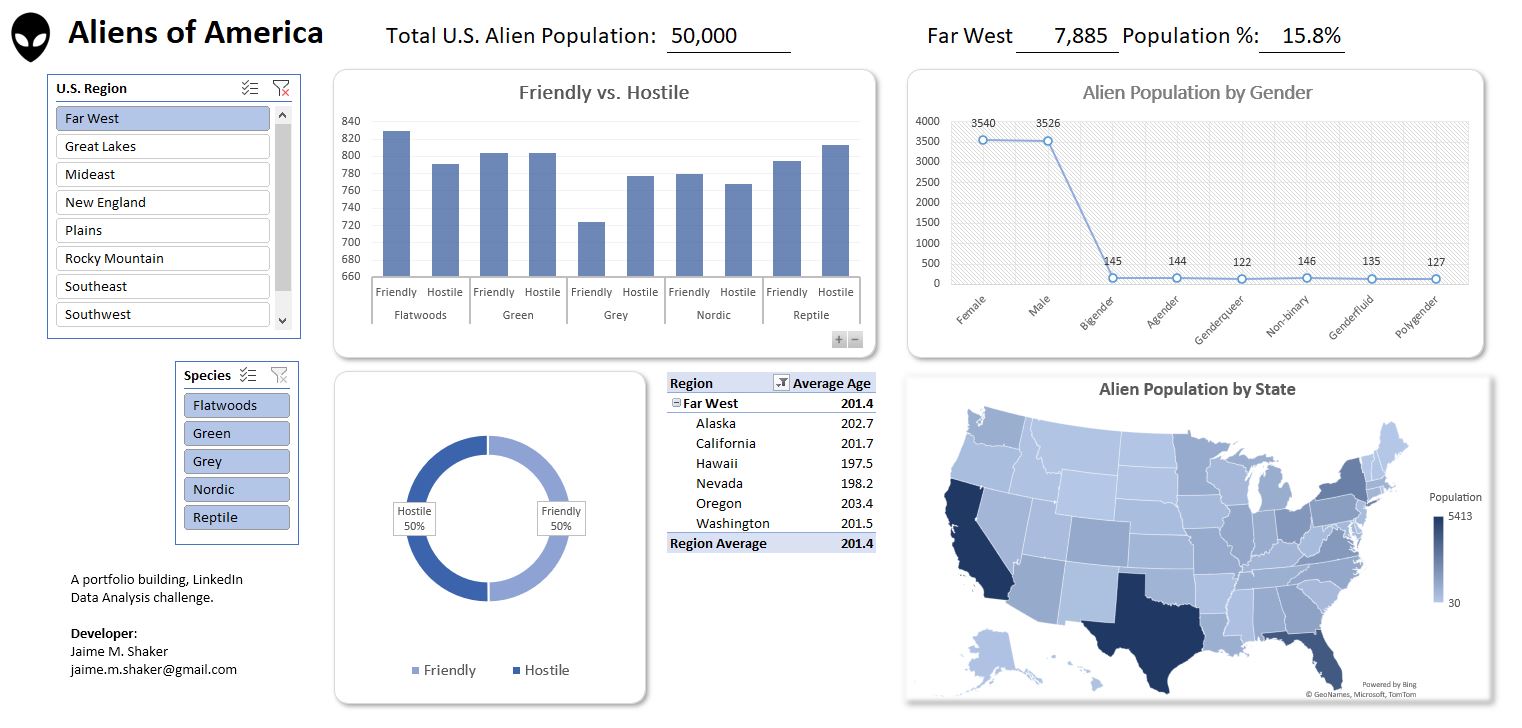 Aliens of America
Total U.S. Alien Population: 50,000
Far West 7,885 Population %: 15.8%
U.S. Region
Far West
Great Lakes
Mideast
New England
Plains
Rocky Mountain
Southeast
Southwest
Species
Flatwoods
Green
Grey
Nordic
Reptile
A portfolio building, LinkedIn
Data Analysis challenge.
Developer:
Jaime M. Shaker
jaime.m.shaker@gmail.com
Friendly vs. Hostile
840
820
800
780
760
740
720
700
680
660
Friendly Hostile Friendly Hostile Friendly Hostile Friendly Hostile Friendly Hostile
Flatwoods Green Grey Nordic Reptile
+ -
Alien Population by Gender
4000
3500
3000
2500
2000
1500
1000
500
0
3540 3526 145 144 122 146 135 127
Female Male Bigender Agender Genderqueer Non-binary Genderfluid Polygender
Hostile
50%
Friendly
50%
Friendly Hostile
Region Average Age
Far West 201.4
Alaska 202.7
California 201.7
Hawaii 197.5
Nevada 198.2
Oregon 203.4
Washington 201.5
Region Average 201.4
Alien Population by State
Population
5413
30
Powered by Bing
© GeoNames, Microsoft, TomTom